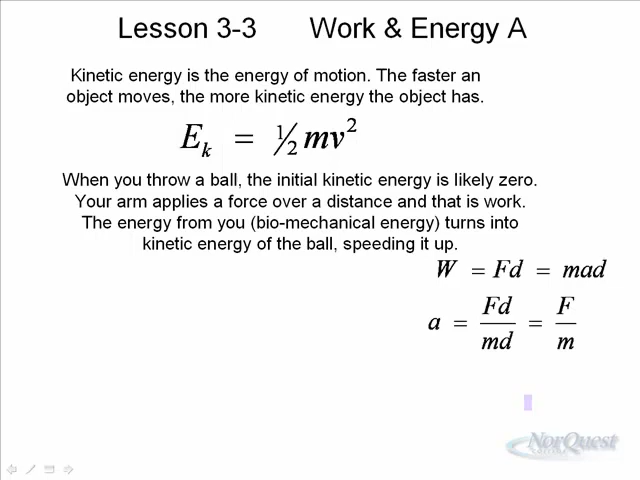 Lesson 3-3 Work & Energy A
Kinetic energy is the energy of motion. The faster an
object moves, the more kinetic energy the object has.
E_k = ½ mv²
When you throw a ball, the initial kinetic energy is likely zero.
Your arm applies a force over a distance and that is work.
The energy from you (bio-mechanical energy) turns into
kinetic energy of the ball, speeding it up.
W = Fd = mad
a = Fd/md = F/m
NorQuest